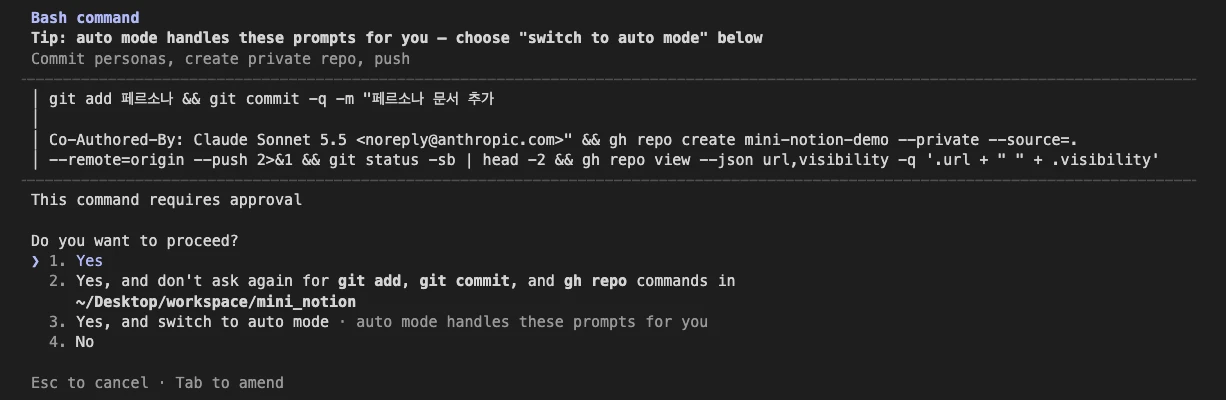 Bash command
Tip: auto mode handles these prompts for you — choose "switch to auto mode" below
Commit personas, create private repo, push
git add 페르소나 && git commit -q -m "페르소나 문서 추가
Co-Authored-By: Claude Sonnet 5.5 <noreply@anthropic.com>" && gh repo create mini-notion-demo --private --source=.
--remote=origin --push 2>&1 && git status -sb | head -2 && gh repo view --json url,visibility -q '.url + " " + .visibility'
This command requires approval
Do you want to proceed?
❯ 1. Yes
2. Yes, and don't ask again for git add, git commit, and gh repo commands in
~/Desktop/workspace/mini_notion
3. Yes, and switch to auto mode · auto mode handles these prompts for you
4. No
Esc to cancel · Tab to amend